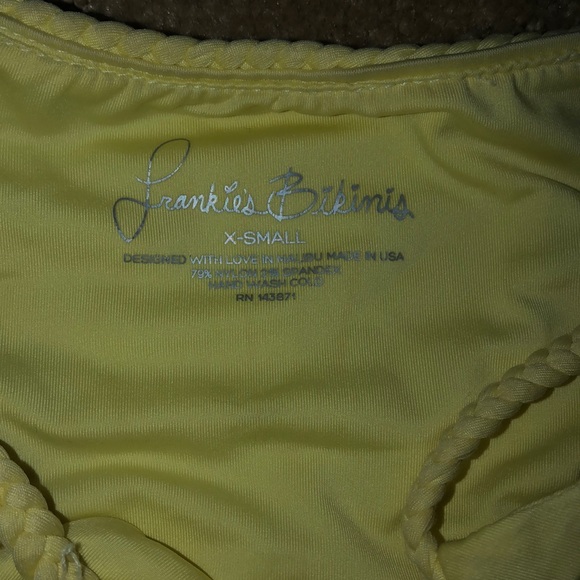 Frankie's Bikinis
X-SMALL
DESIGNED WITH LOVE IN MALIBU MADE IN USA
79% NYLON 21% SPANDEX
HAND WASH COLD
RN 143871